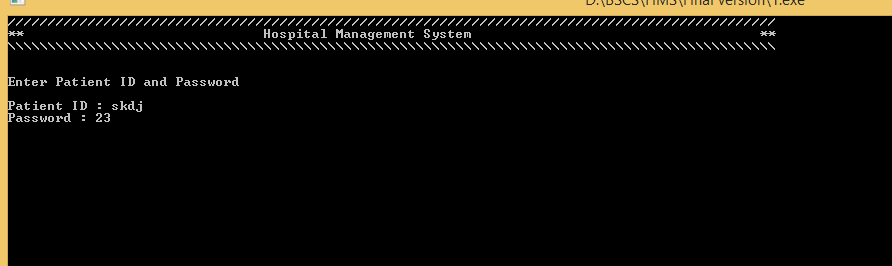 D:\BSCS\HMS\Final Version\1.exe
////////////////////////////////////////////////////////////////////////////////////////////////
** Hospital Management System **
\\\\\\\\\\\\\\\\\\\\\\\\\\\\\\\\\\\\\\\\\\\\\\\\\\\\\\\\\\\\\\\\\\\\\\\\\\\\\\\\\\\\\\\\\\\\\\\\
Enter Patient ID and Password
Patient ID : skdj
Password : 23